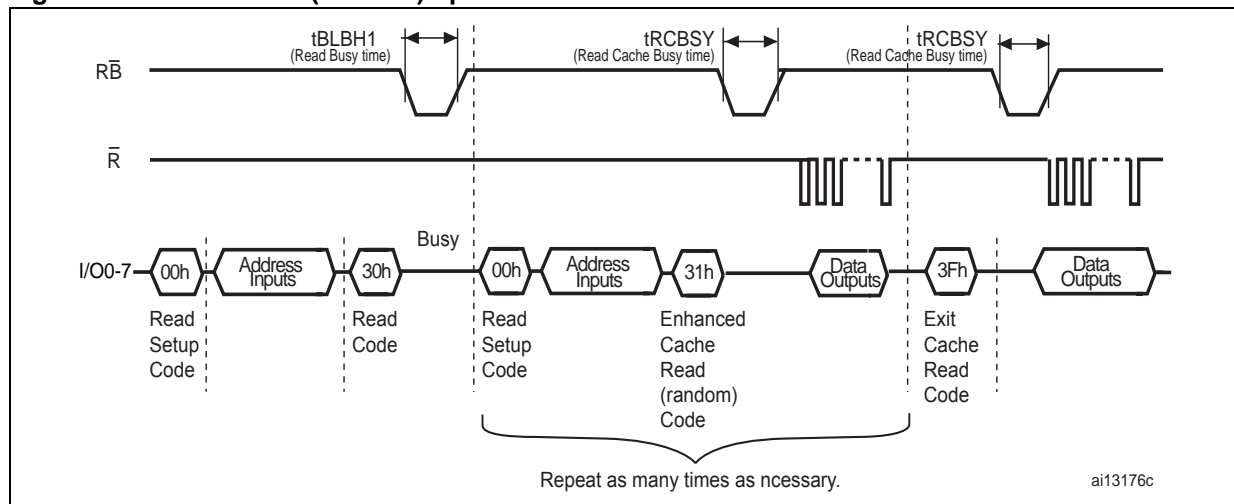 tBLBH1
(Read Busy time)
tRCBSY
(Read Cache Busy time)
tRCBSY
(Read Cache Busy time)
RB̅
R̅
Busy
I/O0-7
00h
Address
Inputs
30h
00h
Address
Inputs
31h
Data
Outputs
3Fh
Data
Outputs
Read
Setup
Code
Read
Code
Read
Setup
Code
Enhanced
Cache
Read
(random)
Code
Exit
Cache
Read
Code
Repeat as many times as ncessary.
ai13176c